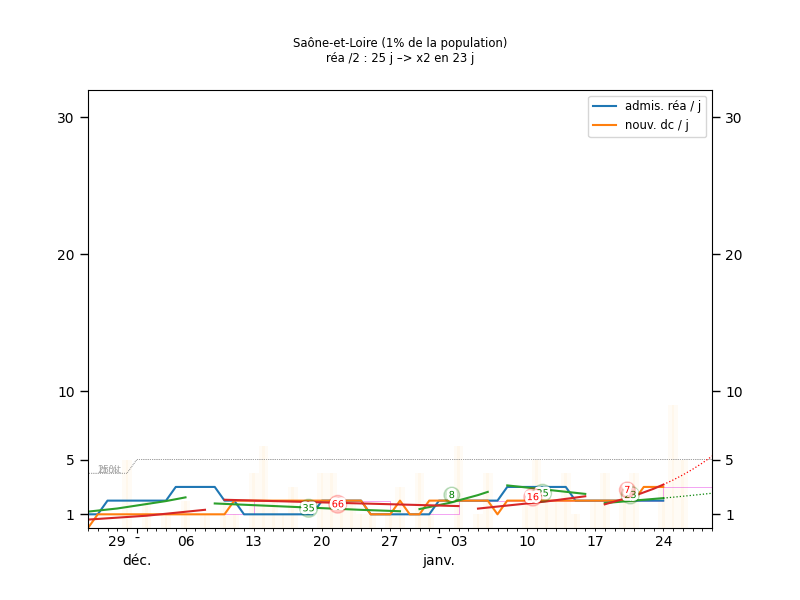 Saône-et-Loire (1% de la population)
réa /2 : 25 j –> x2 en 23 j
admis. réa / j
nouv. dc / j
30 30
20 20
10 10
5 5
1 1
35 66 8 16 25 7 23
29 06 13 20 27 03 10 17 24
déc. janv.